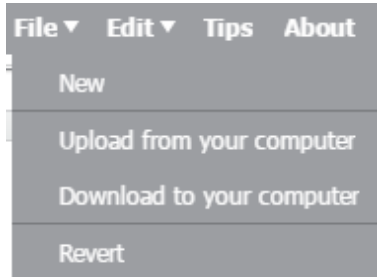 File ▼ Edit ▼ Tips About
New
Upload from your computer
Download to your computer
Revert